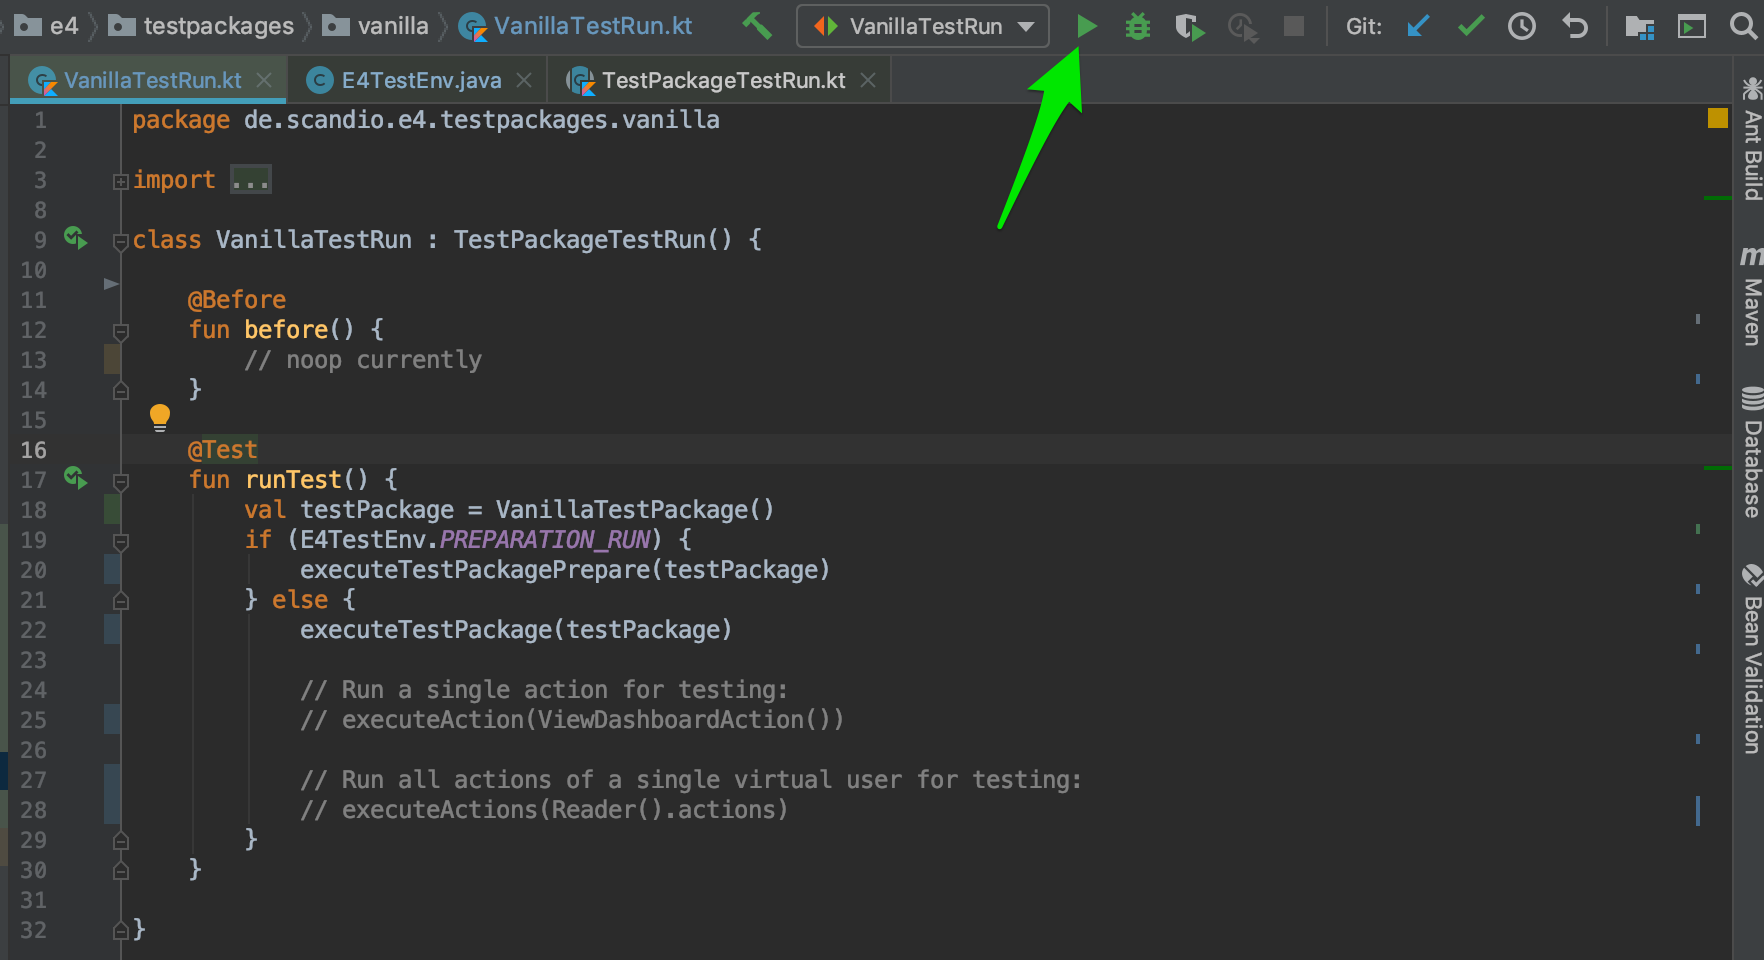 e4 testpackages vanilla VanillaTestRun.kt VanillaTestRun Git:
VanillaTestRun.kt E4TestEnv.java TestPackageTestRun.kt
1 package de.scandio.e4.testpackages.vanilla
2
3 import ...
8
9 class VanillaTestRun : TestPackageTestRun() {
10
11 @Before
12 fun before() {
13 // noop currently
14 }
15
16 @Test
17 fun runTest() {
18 val testPackage = VanillaTestPackage()
19 if (E4TestEnv.PREPARATION_RUN) {
20 executeTestPackagePrepare(testPackage)
21 } else {
22 executeTestPackage(testPackage)
23
24 // Run a single action for testing:
25 // executeAction(ViewDashboardAction())
26
27 // Run all actions of a single virtual user for testing:
28 // executeActions(Reader().actions)
29 }
30 }
31
32 }
Ant Build
Maven
Database
Bean Validation